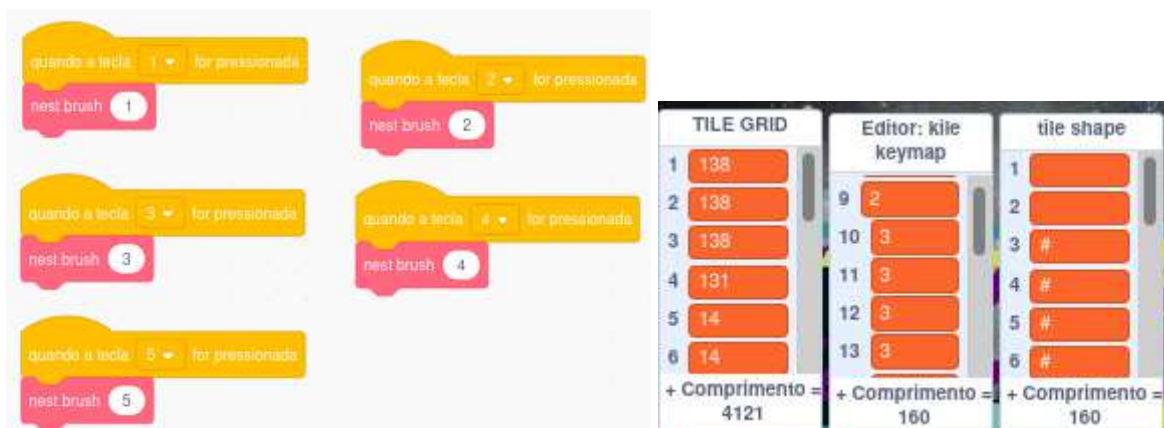 quando a tecla 1 for pressionada
nest brush 1
quando a tecla 2 for pressionada
nest brush 2
quando a tecla 3 for pressionada
nest brush 3
quando a tecla 4 for pressionada
nest brush 4
quando a tecla 5 for pressionada
nest brush 5
TILE GRID
1 138
2 138
3 138
4 131
5 14
6 14
+ Comprimento =
4121
Editor: kile
keymap
9 2
10 3
11 3
12 3
13 3
+ Comprimento =
160
tile shape
1
2
3 #
4 #
5 #
6 #
+ Comprimento =
160